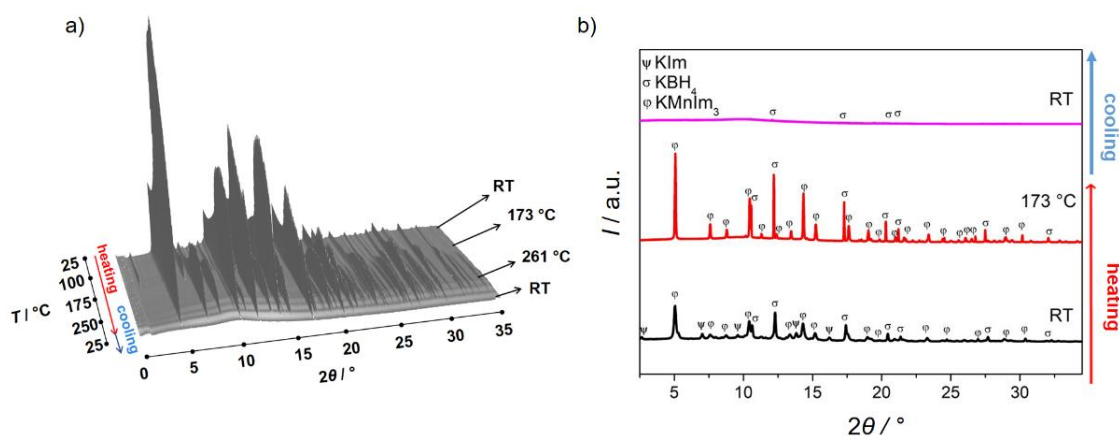 a)
RT
173 °C
261 °C
RT
25
100
175
250
25
T / °C
heating
cooling
0
5
10
15
20
25
30
35
2θ / °
b)
ψ KIm
σ KBH4
φ KMnIm3
RT
σ σ σ σ
173 °C
φ φ φ φ σ φ σ φ φ φ φ σ φ φ σ φ σ φ φ φ φ φ φ σ φ φ σ
RT
ψ φ ψ φ φ ψ φ σ σ φ ψ φ φ ψ σ φ φ σ φ σ φ φ φ σ φ φ σ
I / a.u.
5
10
15
20
25
30
2θ / °
cooling
heating